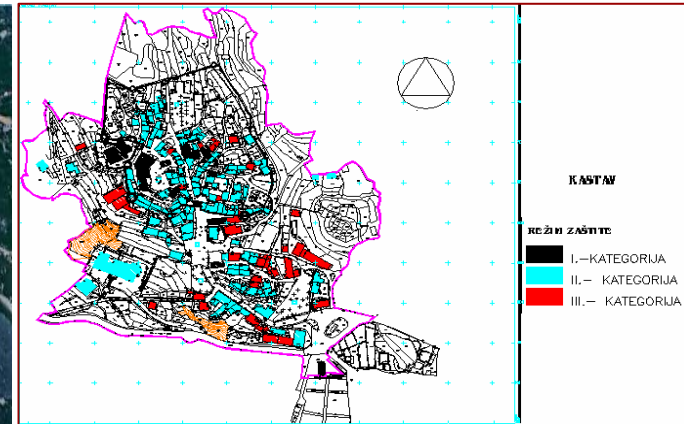 KASTAV
REŽIM ZAŠTITE
I.—KATEGORIJA
II.— KATEGORIJA
III.— KATEGORIJA